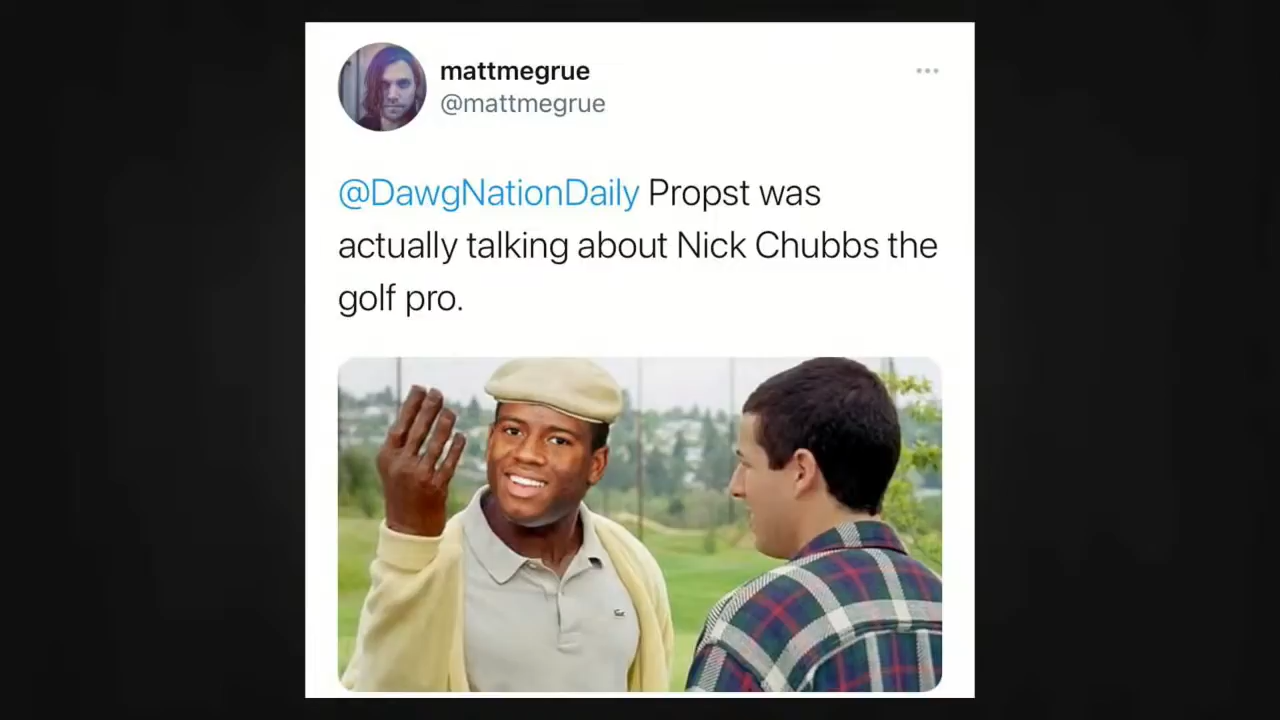 mattmegrue
@mattmegrue
@DawgNationDaily Propst was
actually talking about Nick Chubbs the
golf pro.